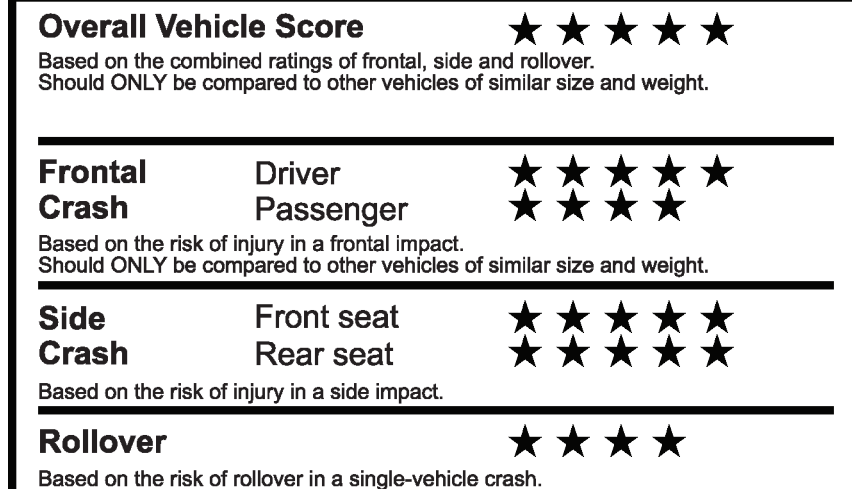 Overall Vehicle Score ★ ★ ★ ★ ★
Based on the combined ratings of frontal, side and rollover.
Should ONLY be compared to other vehicles of similar size and weight.
Frontal Driver ★ ★ ★ ★ ★
Crash Passenger ★ ★ ★ ★
Based on the risk of injury in a frontal impact.
Should ONLY be compared to other vehicles of similar size and weight.
Side Front seat ★ ★ ★ ★ ★
Crash Rear seat ★ ★ ★ ★ ★
Based on the risk of injury in a side impact.
Rollover ★ ★ ★ ★
Based on the risk of rollover in a single-vehicle crash.